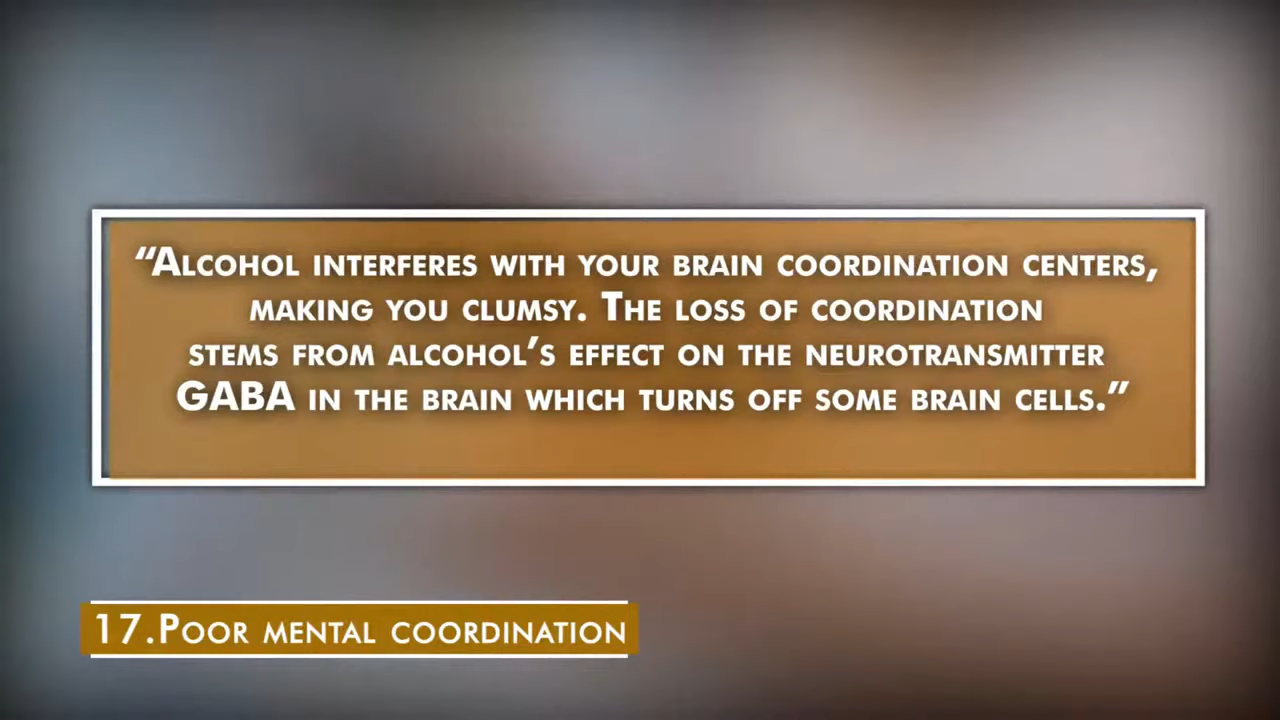 “Alcohol interferes with your brain coordination centers,
making you clumsy. The loss of coordination
stems from alcohol’s effect on the neurotransmitter
GABA in the brain which turns off some brain cells.”
17.Poor mental coordination